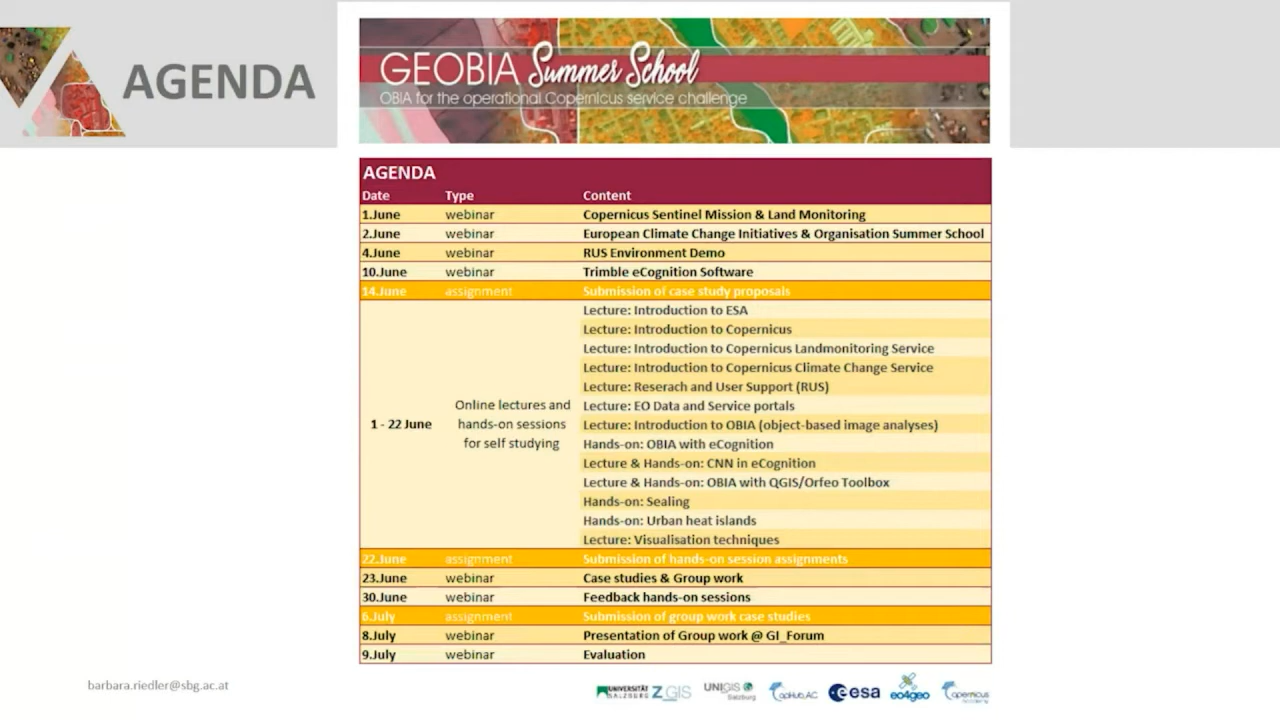 AGENDA
GEOBIA Summer School
OBIA for the operational Copernicus service challenge
AGENDA
Date Type Content
1.June webinar Copernicus Sentinel Mission & Land Monitoring
2.June webinar European Climate Change Initiatives & Organisation Summer School
4.June webinar RUS Environment Demo
10.June webinar Trimble eCognition Software
14.June assignment Submission of case study proposals
1 - 22 June
Online lectures and
hands-on sessions
for self studying
Lecture: Introduction to ESA
Lecture: Introduction to Copernicus
Lecture: Introduction to Copernicus Landmonitoring Service
Lecture: Introduction to Copernicus Climate Change Service
Lecture: Reserach and User Support (RUS)
Lecture: EO Data and Service portals
Lecture: Introduction to OBIA (object-based image analyses)
Hands-on: OBIA with eCognition
Lecture & Hands-on: CNN in eCognition
Lecture & Hands-on: OBIA with QGIS/Orfeo Toolbox
Hands-on: Sealing
Hands-on: Urban heat islands
Lecture: Visualisation techniques
22.June assignment Submission of hands-on session assignments
23.June webinar Case studies & Group work
30.June webinar Feedback hands-on sessions
6.July assignment Submission of group work case studies
8.July webinar Presentation of Group work @ GI_Forum
9.July webinar Evaluation
barbara.riedler@sbg.ac.at
UNIVERSITÄT
SALZBURG
Z_GIS
UNIGIS
Salzburg
CopHub.AC
esa
eo4geo
Copernicus